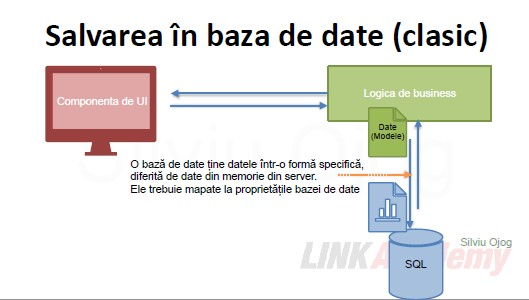 Salvarea în baza de date (clasic)
Componenta de UI
Logica de business
Date
(Modele)
O bază de date ține datele într-o formă specifică,
diferită de date din memorie din server.
Ele trebuie mapate la proprietățile bazei de date
Silviu Ojog
Silviu Ojog
LINKAcademy
SQL